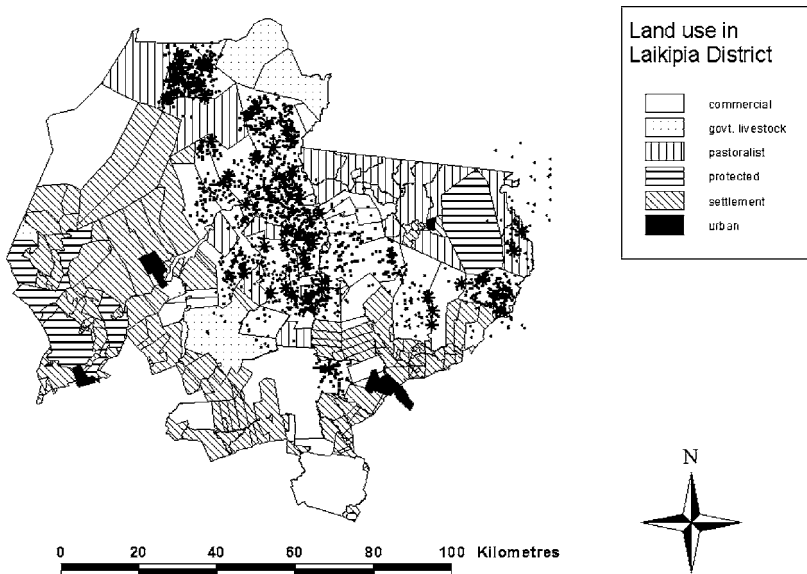 Land use in
Laikipia District
commercial
govt. livestock
pastoralist
protected
settlement
urban
N
0 20 40 60 80 100 Kilometres